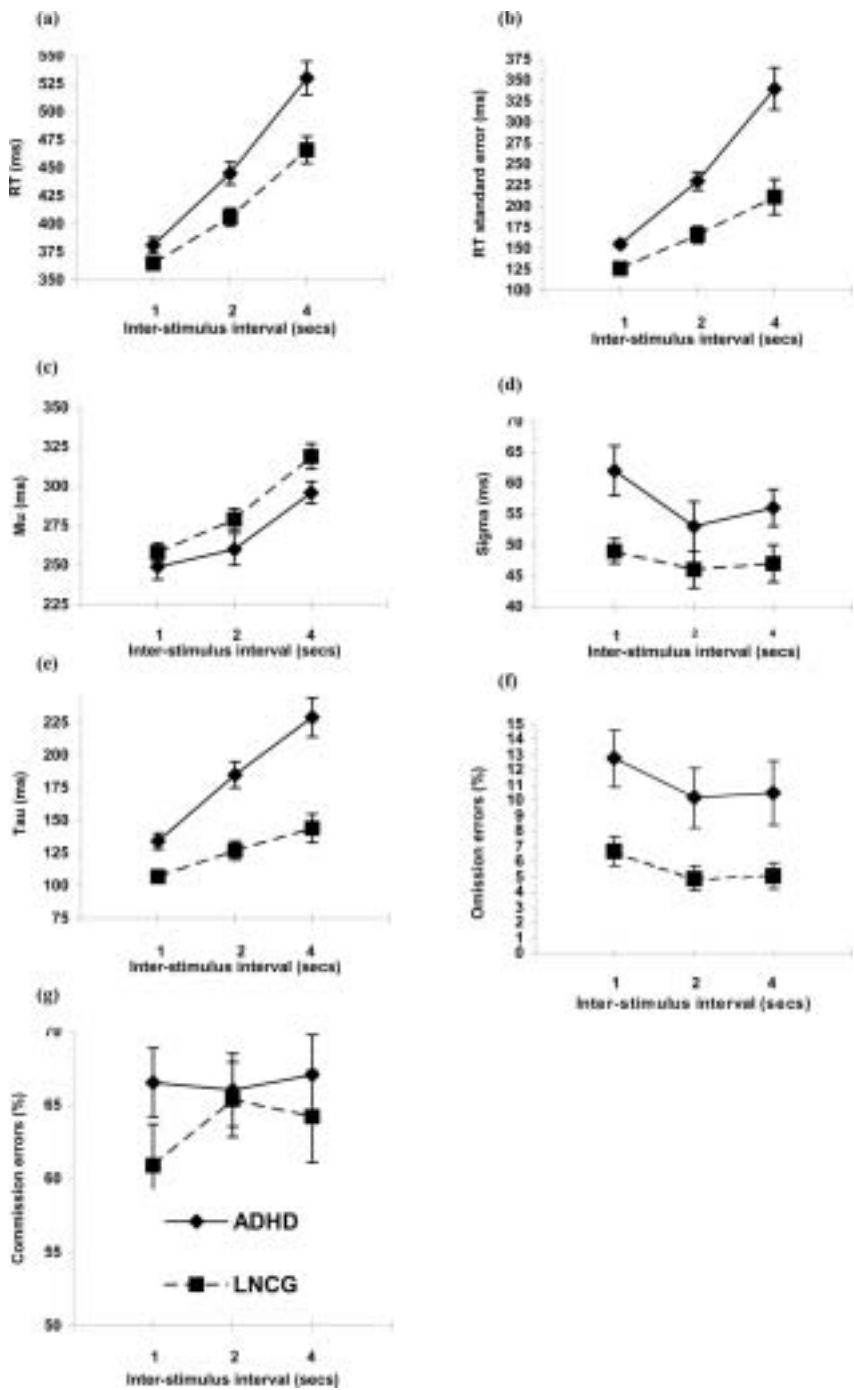 (a)
550
525
500
475
450
425
400
375
350
RT (ms)
1 2 4
Inter-stimulus interval (secs)
(b)
375
350
325
300
275
250
225
200
175
150
125
100
RT standard error (ms)
1 2 4
Inter-stimulus interval (secs)
(c)
350
325
300
275
250
225
Mu (ms)
1 2 4
Inter-stimulus interval (secs)
(d)
70
65
60
55
50
45
40
Sigma (ms)
1 2 4
Inter-stimulus interval (secs)
(e)
225
200
175
150
125
100
75
Tau (ms)
1 2 4
Inter-stimulus interval (secs)
(f)
15
14
13
12
11
10
9
8
7
6
5
4
3
2
1
0
Omission errors (%)
1 2 4
Inter-stimulus interval (secs)
(g)
70
65
60
55
50
Commission errors (%)
ADHD
LNCG
1 2 4
Inter-stimulus interval (secs)